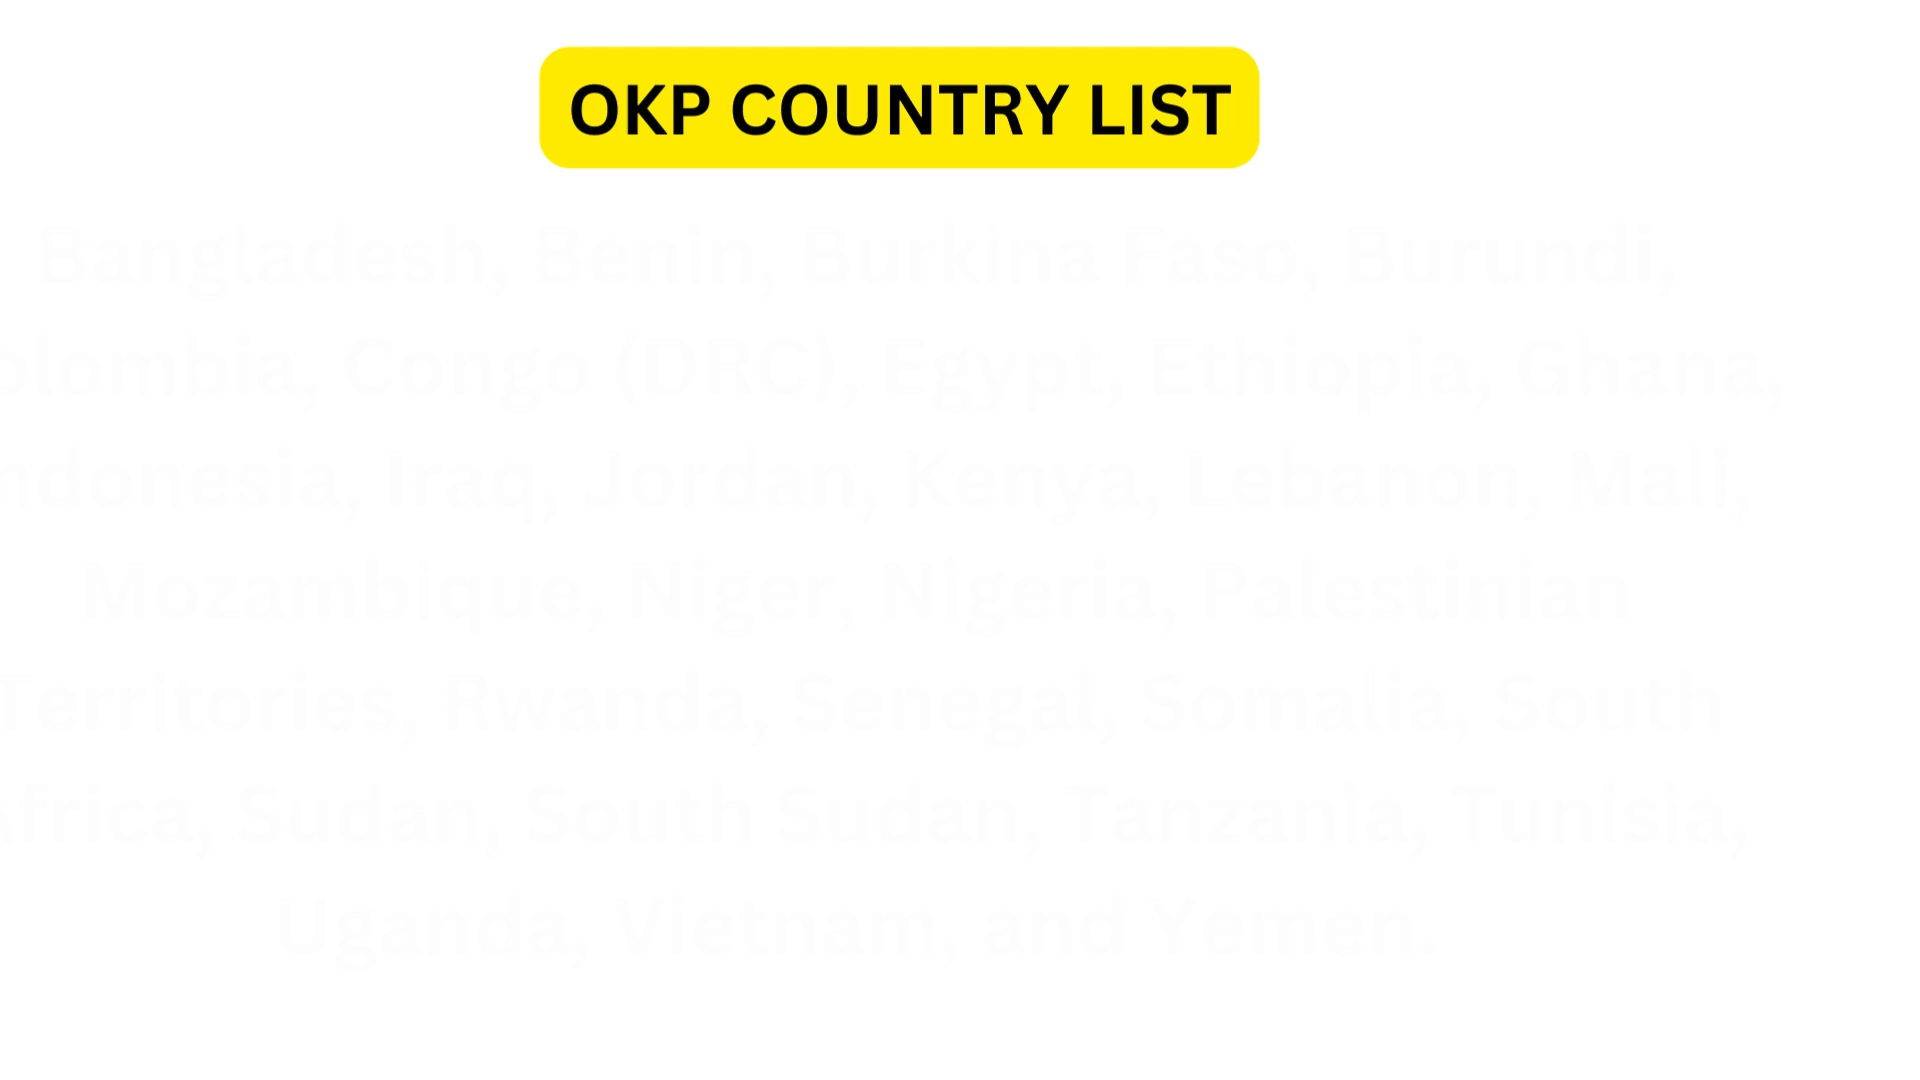 OKP COUNTRY LIST
Bangladesh, Benin, Burkina Faso, Burundi,
olombia, Congo (DRC), Egypt, Ethiopia, Ghana,
ndonesia, Iraq, Jordan, Kenya, Lebanon, Mali,
Mozambique, Niger, Nigeria, Palestinian
Territories, Rwanda, Senegal, Somalia, South
Africa, Sudan, South Sudan, Tanzania, Tunisia,
Uganda, Vietnam, and Yemen.